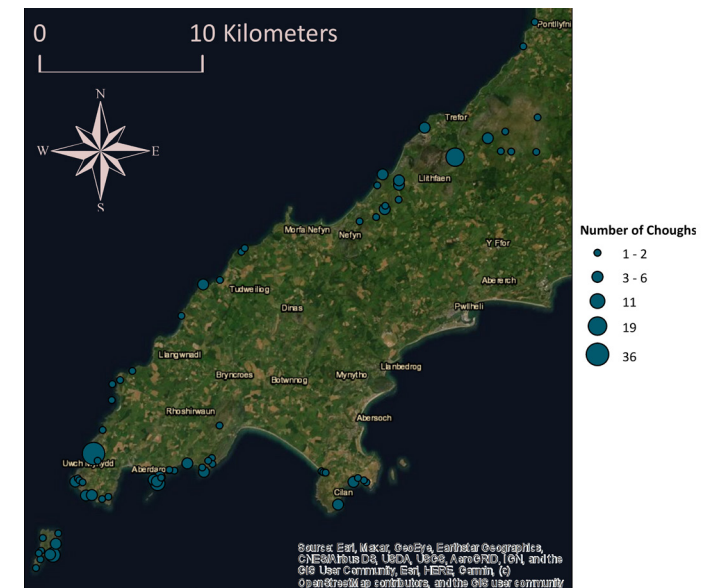 Pontllyfni
0 10 Kilometers
N
W E
S
Trefor
Llithfaen
Morfa Nefyn
Nefyn
Y Ffor
Abererch
Tudweiliog
Dinas
Pwllheli
Llangwnadl
Llanbedrog
Bryncroes
Botwnnog
Mynytho
Rhoshirwaun
Abersoch
Uwch Mynydd
Aberdaro
Cilan
Number of Choughs
1 - 2
3 - 6
11
19
36
Source: Esri, Maxar, GeoEye, Earthstar Geographics,
CNES/Airbus DS, USDA, USGS, AeroGRID, IGN, and the
GIS User Community, Esri, HERE, Garmin, (c)
OpenStreetMap contributors, and the GIS user community